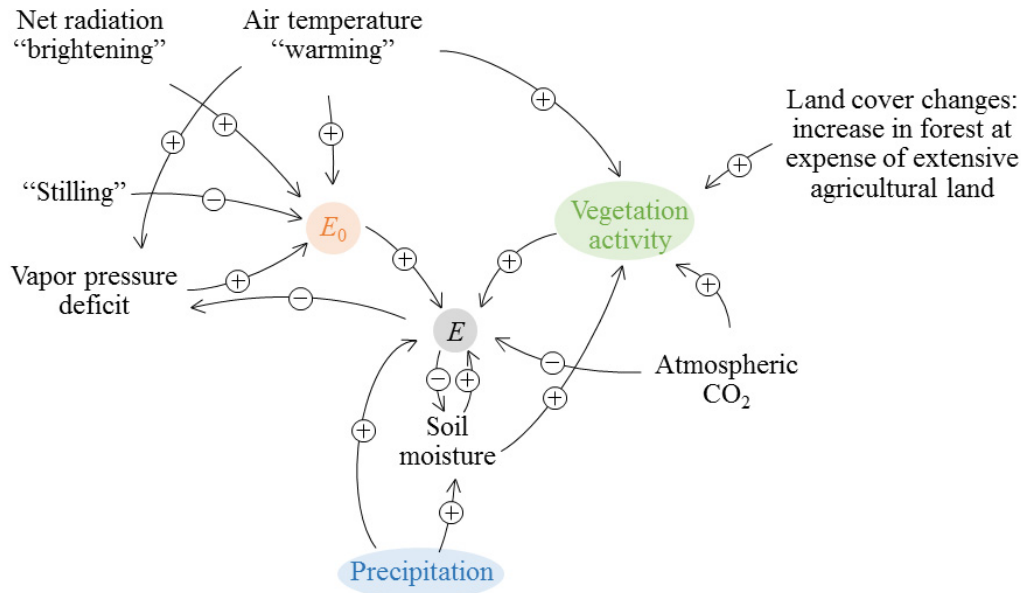 Net radiation
“brightening”
Air temperature
“warming”
Land cover changes:
increase in forest at
expense of extensive
agricultural land
+
+
+
+
+
“Stilling”
−
E₀
Vegetation
activity
Vapor pressure
deficit
+
+
+
+
−
E
−
Atmospheric
CO₂
−
+
+
+
Soil
moisture
+
Precipitation